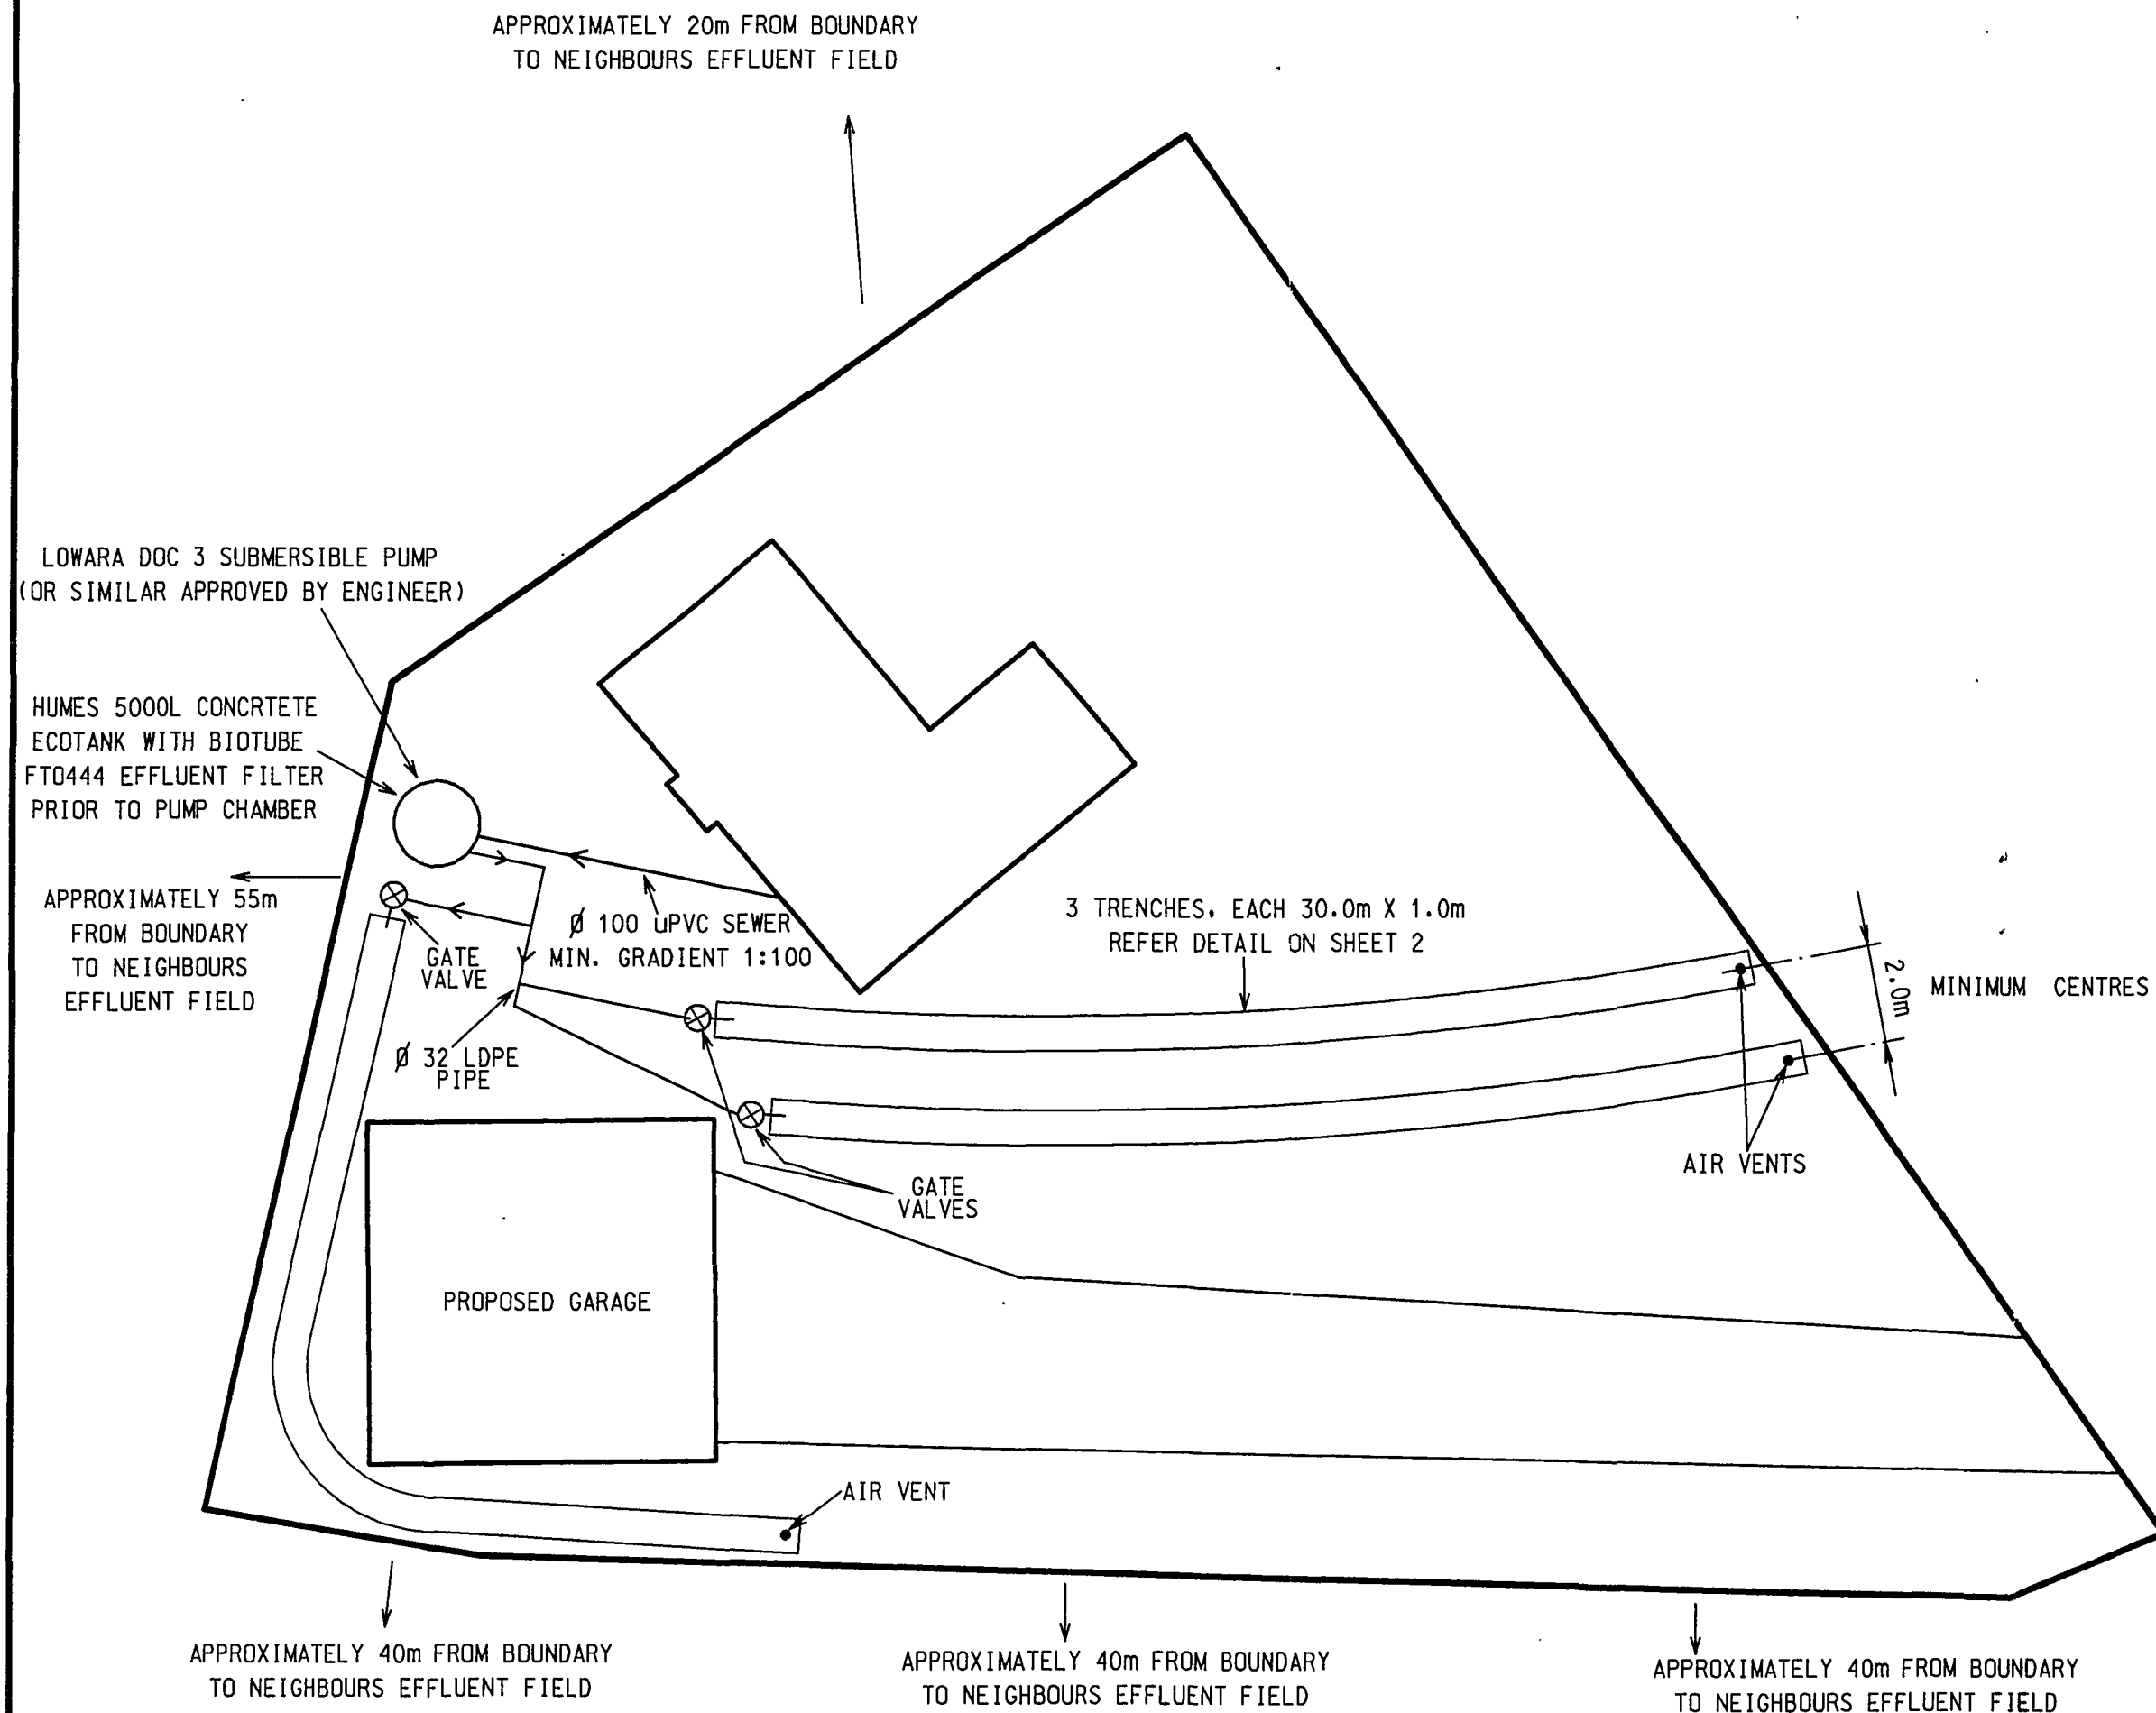 APPROXIMATELY 20m FROM BOUNDARY
TO NEIGHBOURS EFFLUENT FIELD
LOWARA DOC 3 SUBMERSIBLE PUMP
(OR SIMILAR APPROVED BY ENGINEER)
HUMES 5000L CONCRTETE
ECOTANK WITH BIOTUBE
FT0444 EFFLUENT FILTER
PRIOR TO PUMP CHAMBER
APPROXIMATELY 55m
FROM BOUNDARY
TO NEIGHBOURS
EFFLUENT FIELD
GATE
VALVE
Ø 100 uPVC SEWER
MIN. GRADIENT 1:100
3 TRENCHES, EACH 30.0m X 1.0m
REFER DETAIL ON SHEET 2
2.0m
MINIMUM CENTRES
Ø 32 LDPE
PIPE
AIR VENTS
GATE
VALVES
PROPOSED GARAGE
AIR VENT
APPROXIMATELY 40m FROM BOUNDARY
TO NEIGHBOURS EFFLUENT FIELD
APPROXIMATELY 40m FROM BOUNDARY
TO NEIGHBOURS EFFLUENT FIELD
APPROXIMATELY 40m FROM BOUNDARY
TO NEIGHBOURS EFFLUENT FIELD